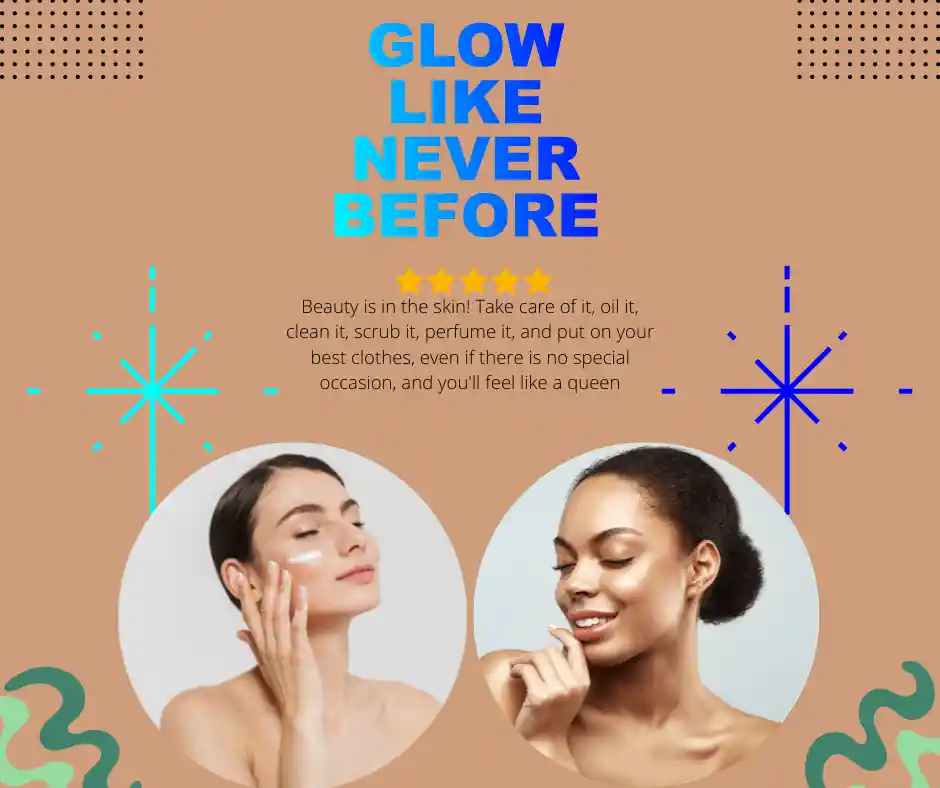 GLOW
LIKE
NEVER
BEFORE
Beauty is in the skin! Take care of it, oil it,
clean it, scrub it, perfume it, and put on your
best clothes, even if there is no special
occasion, and you'll feel like a queen